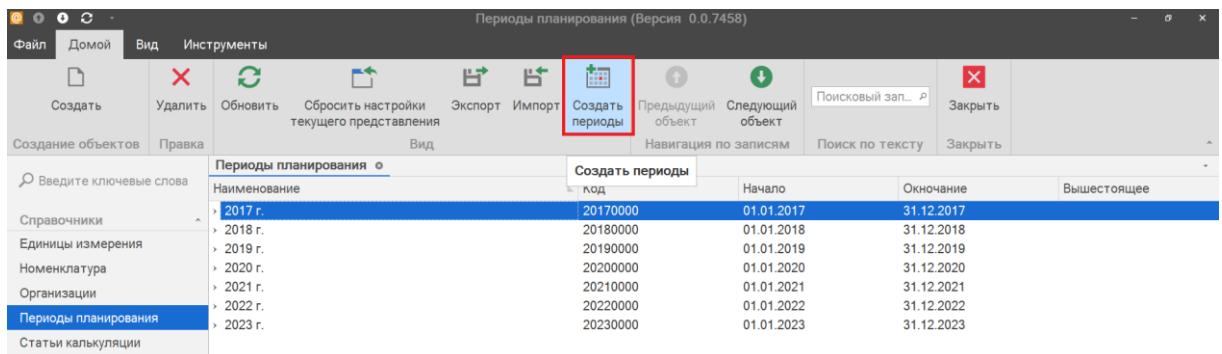 Периоды планирования (Версия 0.0.7458)
Файл Домой Вид Инструменты
Создать Удалить Обновить Сбросить настройки текущего представления Экспорт Импорт Создать периоды Предыдущий объект Следующий объект Поисковый зап... Закрыть
Создание объектов Правка Вид Навигация по записям Поиск по тексту Закрыть
Введите ключевые слова
Справочники
Единицы измерения
Номенклатура
Организации
Периоды планирования
Статьи калькуляции
Периоды планирования
Создать периоды
Наименование Код Начало Окночание Вышестоящее
2017 г. 20170000 01.01.2017 31.12.2017
2018 г. 20180000 01.01.2018 31.12.2018
2019 г. 20190000 01.01.2019 31.12.2019
2020 г. 20200000 01.01.2020 31.12.2020
2021 г. 20210000 01.01.2021 31.12.2021
2022 г. 20220000 01.01.2022 31.12.2022
2023 г. 20230000 01.01.2023 31.12.2023